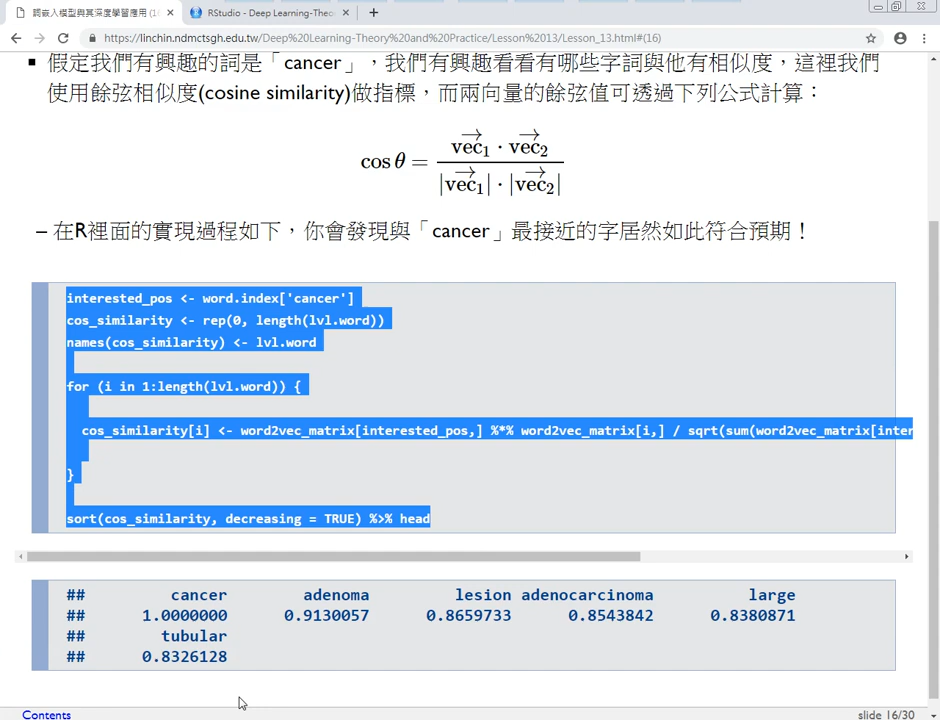 詞嵌入模型與其深度學習應用 (1
RStudio - Deep Learning-Theo
https://linchin.ndmctsgh.edu.tw/Deep%20Learning-Theory%20and%20Practice/Lesson%2013/Lesson_13.html#(16)
假定我們有興趣的詞是「cancer」，我們有興趣看看有哪些字詞與他有相似度，這裡我們
使用餘弦相似度(cosine similarity)做指標，而兩向量的餘弦值可透過下列公式計算：
cos θ = vec1 · vec2 / |vec1| · |vec2|
– 在R裡面的實現過程如下，你會發現與「cancer」最接近的字居然如此符合預期！
interested_pos <- word.index['cancer']
cos_similarity <- rep(0, length(lvl.word))
names(cos_similarity) <- lvl.word
for (i in 1:length(lvl.word)) {
cos_similarity[i] <- word2vec_matrix[interested_pos,] %*% word2vec_matrix[i,] / sqrt(sum(word2vec_matrix[inter
}
sort(cos_similarity, decreasing = TRUE) %>% head
## cancer adenoma lesion adenocarcinoma large
## 1.0000000 0.9130057 0.8659733 0.8543842 0.8380871
## tubular
## 0.8326128
Contents
slide 16/30